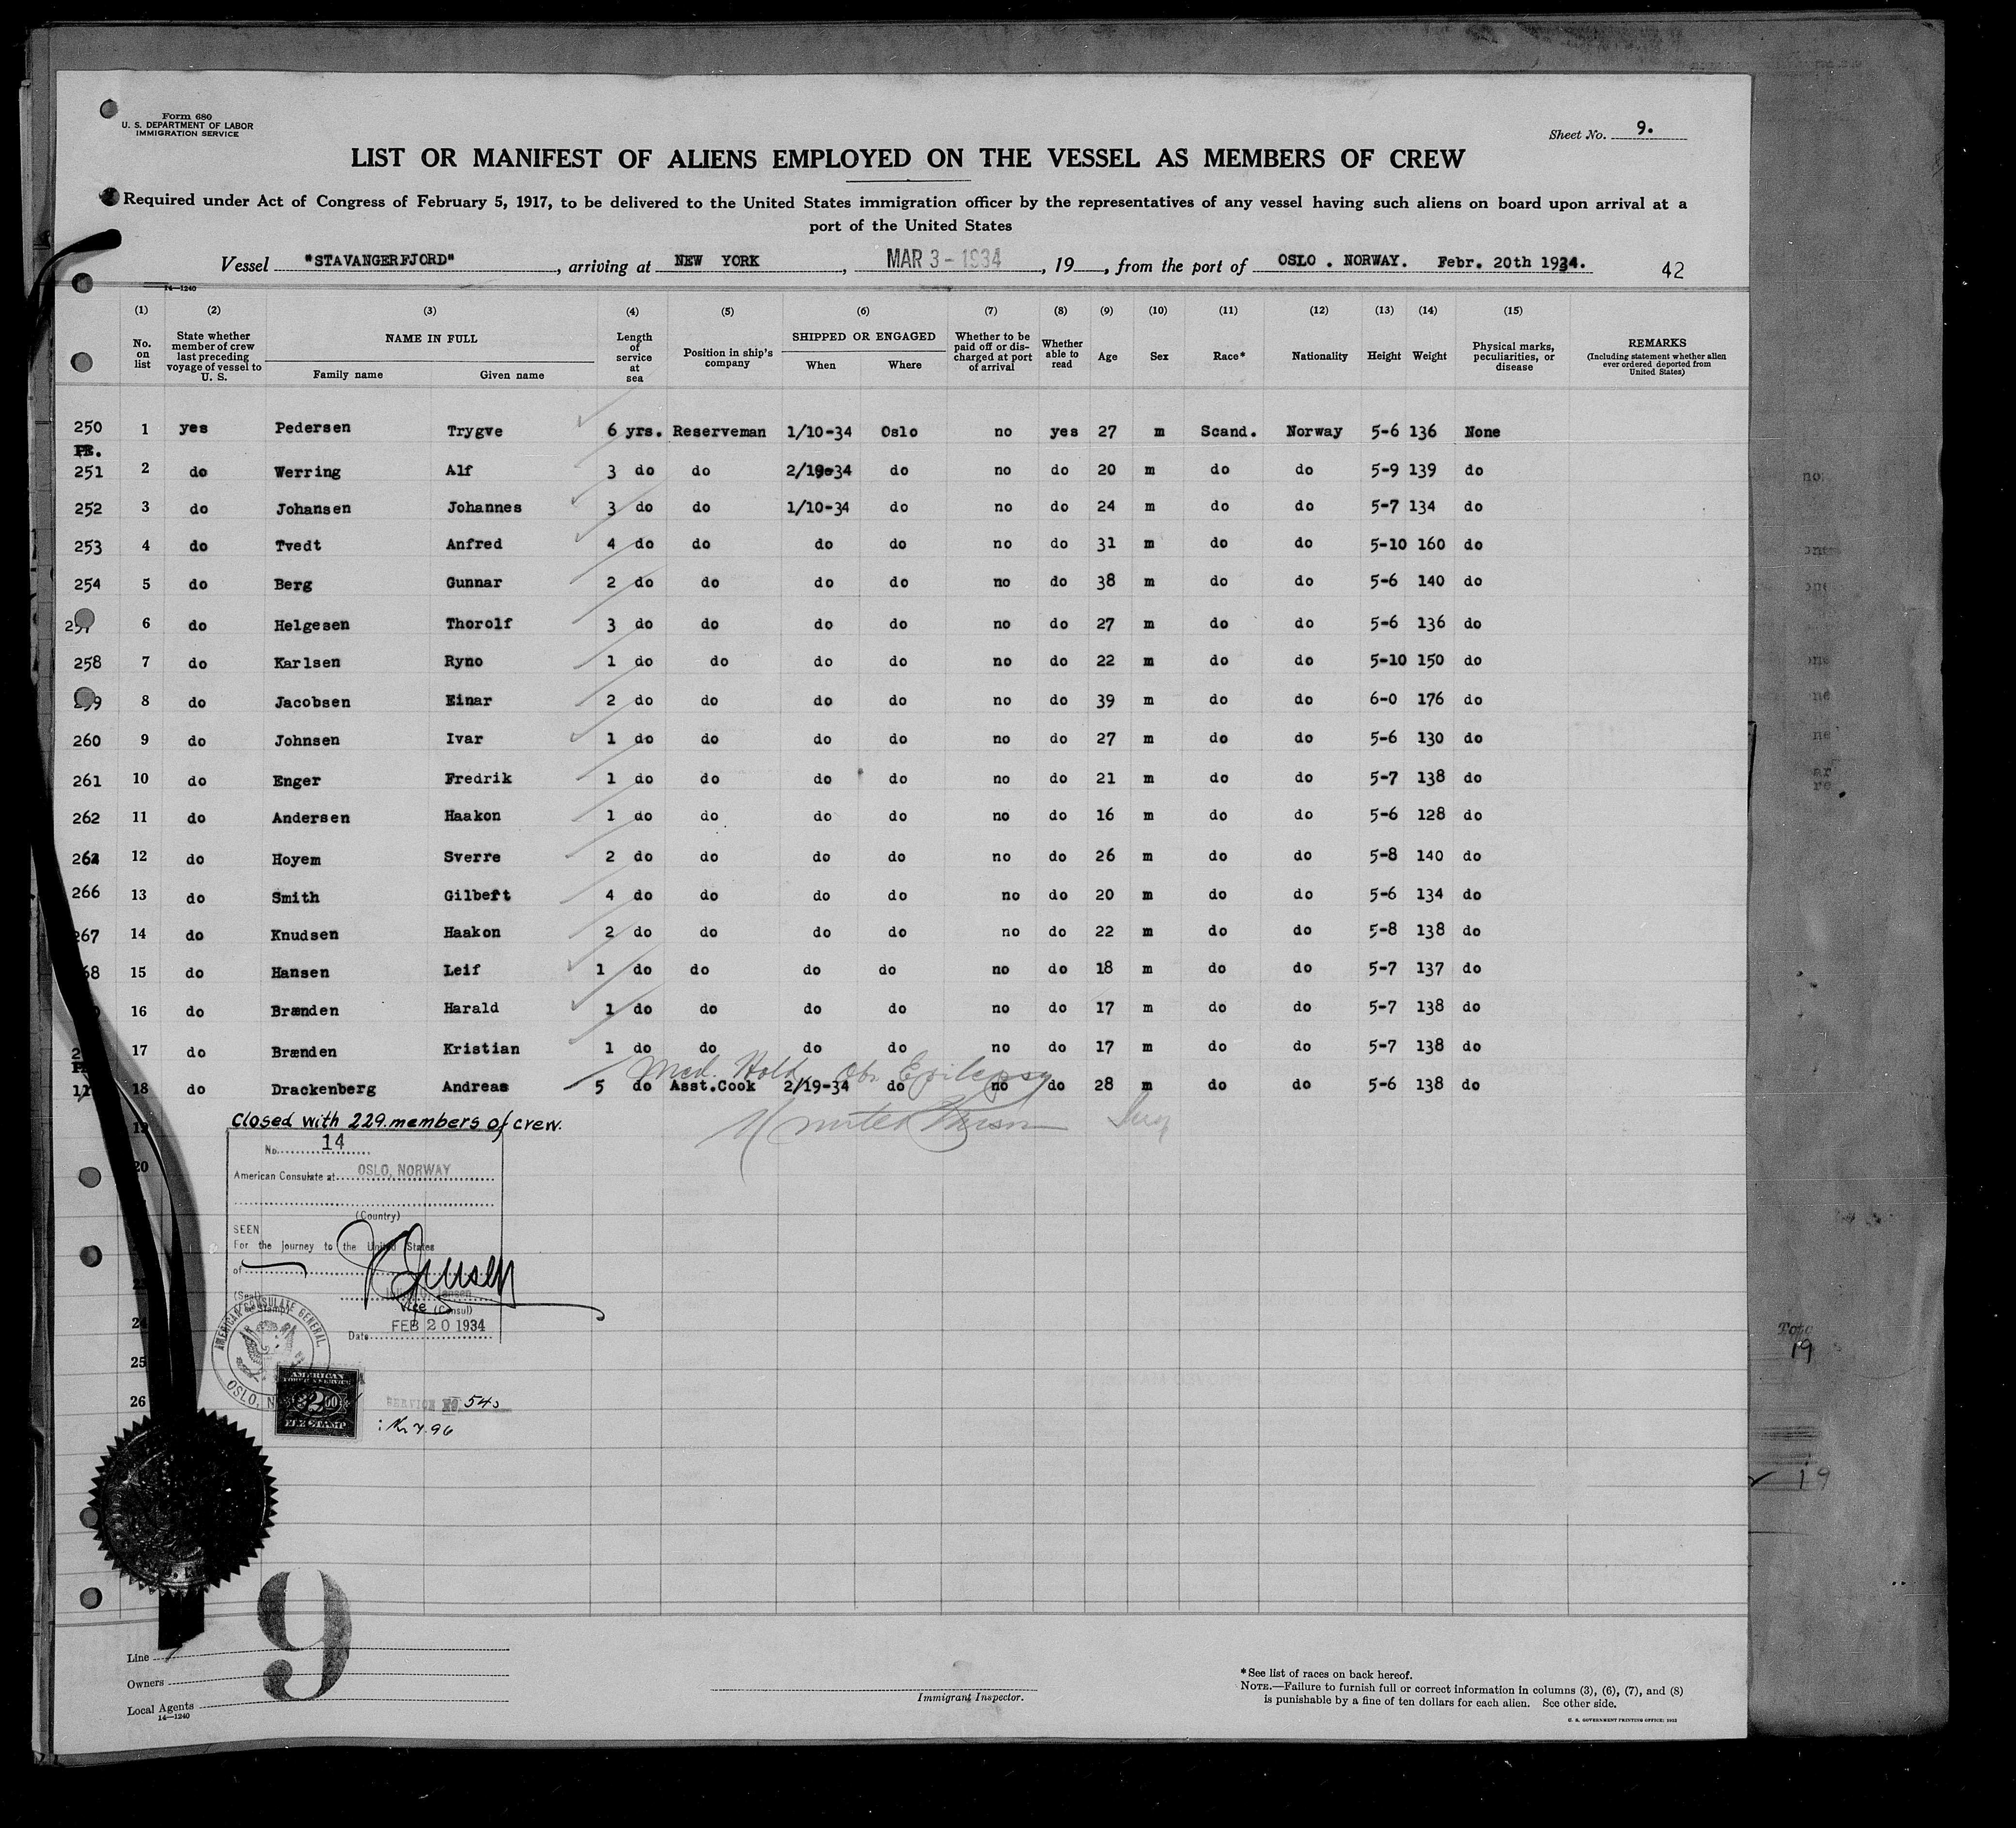 Form 680
U. S. DEPARTMENT OF LABOR
IMMIGRATION SERVICE
Sheet No. 9.
LIST OR MANIFEST OF ALIENS EMPLOYED ON THE VESSEL AS MEMBERS OF CREW
Required under Act of Congress of February 5, 1917, to be delivered to the United States immigration officer by the representatives of any vessel having such aliens on board upon arrival at a
port of the United States
Vessel "STAVANGERFJORD", arriving at NEW YORK, MAR 3 - 1934, 19 , from the port of OSLO . NORWAY. Febr. 20th 1934. 42
14—1240
(1) (2) (3) (4) (5) (6) (7) (8) (9) (10) (11) (12) (13) (14) (15)
No. on list State whether member of crew last preceding voyage of vessel to U. S. NAME IN FULL Family name Given name Length of service at sea Position in ship's company SHIPPED OR ENGAGED When Where Whether to be paid off or discharged at port of arrival Whether able to read Age Sex Race* Nationality Height Weight Physical marks, peculiarities, or disease REMARKS (Including statement whether alien ever ordered deported from United States)
250 1 yes Pedersen Trygve 6 yrs. Reserveman 1/10-34 Oslo no yes 27 m Scand. Norway 5-6 136 None
PR.
251 2 do Werring Alf 3 do do 2/19-34 do no do 20 m do do 5-9 139 do
252 3 do Johansen Johannes 3 do do 1/10-34 do no do 24 m do do 5-7 134 do
253 4 do Tvedt Anfred 4 do do do do no do 31 m do do 5-10 160 do
254 5 do Berg Gunnar 2 do do do do no do 38 m do do 5-6 140 do
6 do Helgesen Thorolf 3 do do do do no do 27 m do do 5-6 136 do
258 7 do Karlsen Ryno 1 do do do do no do 22 m do do 5-10 150 do
8 do Jacobsen Einar 2 do do do do no do 39 m do do 6-0 176 do
260 9 do Johnsen Ivar 1 do do do do no do 27 m do do 5-6 130 do
261 10 do Enger Fredrik 1 do do do do no do 21 m do do 5-7 138 do
262 11 do Andersen Haakon 1 do do do do no do 16 m do do 5-6 128 do
12 do Hoyem Sverre 2 do do do do no do 26 m do do 5-8 140 do
266 13 do Smith Gilbert 4 do do do do no do 20 m do do 5-6 134 do
267 14 do Knudsen Haakon 2 do do do do no do 22 m do do 5-8 138 do
68 15 do Hansen Leif 1 do do do do no do 18 m do do 5-7 137 do
16 do Brænden Harald 1 do do do do no do 17 m do do 5-7 138 do
17 do Brænden Kristian 1 do do do do no do 17 m do do 5-7 138 do
Med. Hold Obs. Epilepsy
18 do Drackenberg Andreas 5 do Asst.Cook 2/19-34 do no do 28 m do do 5-6 138 do
19
Closed with 229 members of crew.
No. 14
20
American Consulate at OSLO, NORWAY
(Country)
SEEN
For the journey to the United States
of
(Seal)
Vice (Consul)
24
Date FEB 20 1934
AMERICAN CONSULATE GENERAL
OSLO,
25
AMERICAN
FEE STAMP
26
SERVICE NO 540
9
Line
Owners
Local Agents
14—1240
Immigrant Inspector.
*See list of races on back hereof.
NOTE.—Failure to furnish full or correct information in columns (3), (6), (7), and (8)
is punishable by a fine of ten dollars for each alien. See other side.
U. S. GOVERNMENT PRINTING OFFICE: 1932
19
19